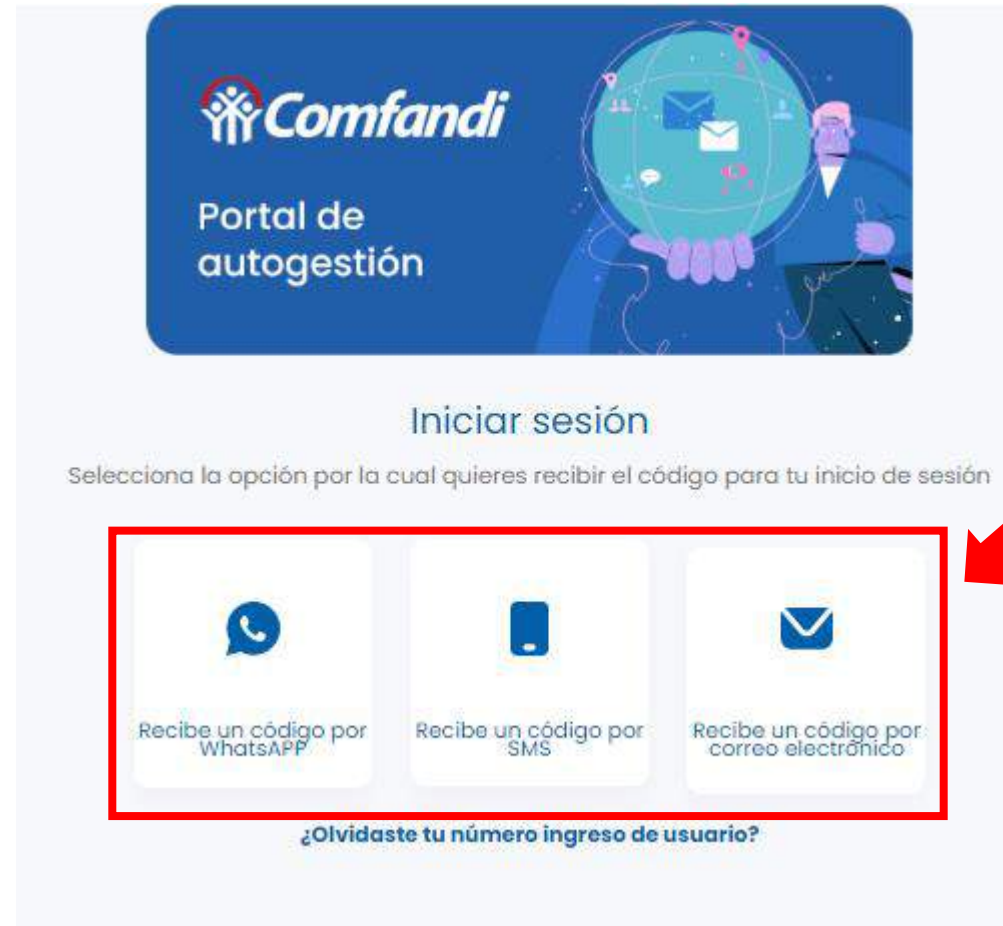 Comfandi
Portal de
autogestión
Iniciar sesión
Selecciona la opción por la cual quieres recibir el código para tu inicio de sesión
Recibe un código por
WhatsAPP
Recibe un código por
SMS
Recibe un código por
correo electrónico
¿Olvidaste tu número ingreso de usuario?